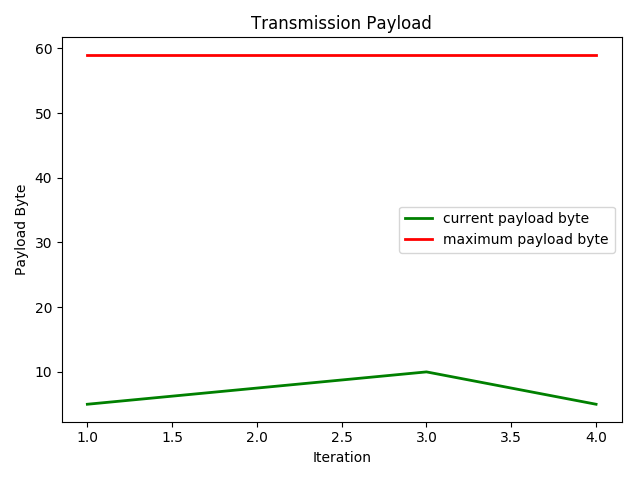 Transmission Payload
60
50
40
30
20
10
Payload Byte
current payload byte
maximum payload byte
1.0 1.5 2.0 2.5 3.0 3.5 4.0
Iteration